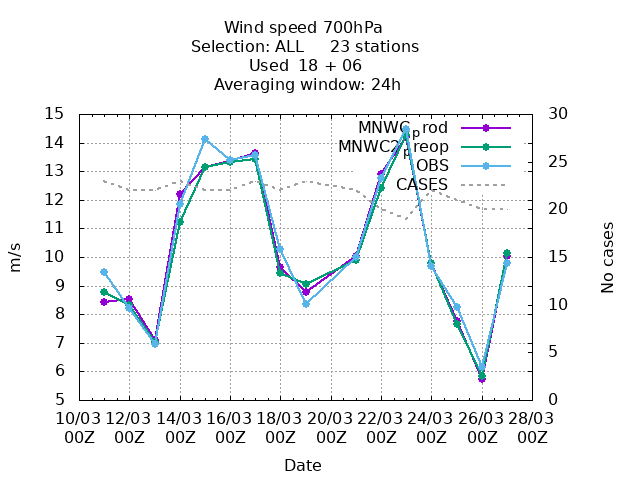 Wind speed 700hPa
Selection: ALL 23 stations
Used 18 + 06
Averaging window: 24h
MNWC_prod
MNWC2_preop
OBS
CASES
m/s
15
14
13
12
11
10
9
8
7
6
5
30
25
20
15
10
5
0
No cases
10/03 12/03 14/03 16/03 18/03 20/03 22/03 24/03 26/03 28/03
00Z 00Z 00Z 00Z 00Z 00Z 00Z 00Z 00Z 00Z
Date